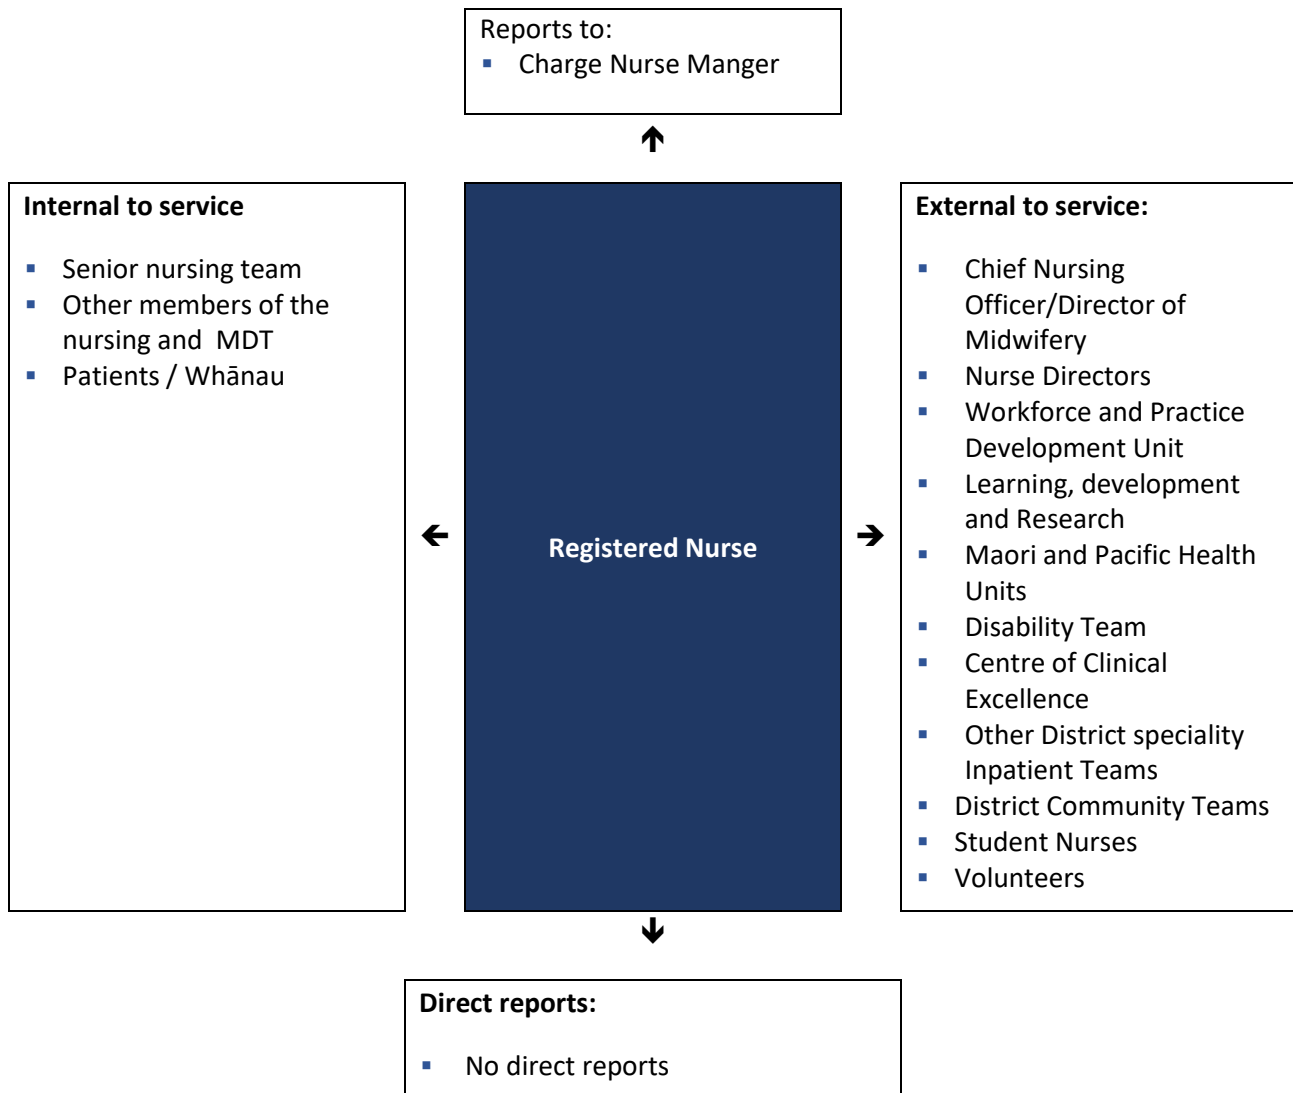 Reports to:
▪ Charge Nurse Manger
Internal to service
▪ Senior nursing team
▪ Other members of the
nursing and MDT
▪ Patients / Whānau
Registered Nurse
External to service:
▪ Chief Nursing
Officer/Director of
Midwifery
▪ Nurse Directors
▪ Workforce and Practice
Development Unit
▪ Learning, development
and Research
▪ Maori and Pacific Health
Units
▪ Disability Team
▪ Centre of Clinical
Excellence
▪ Other District speciality
Inpatient Teams
▪ District Community Teams
▪ Student Nurses
▪ Volunteers
Direct reports:
▪ No direct reports